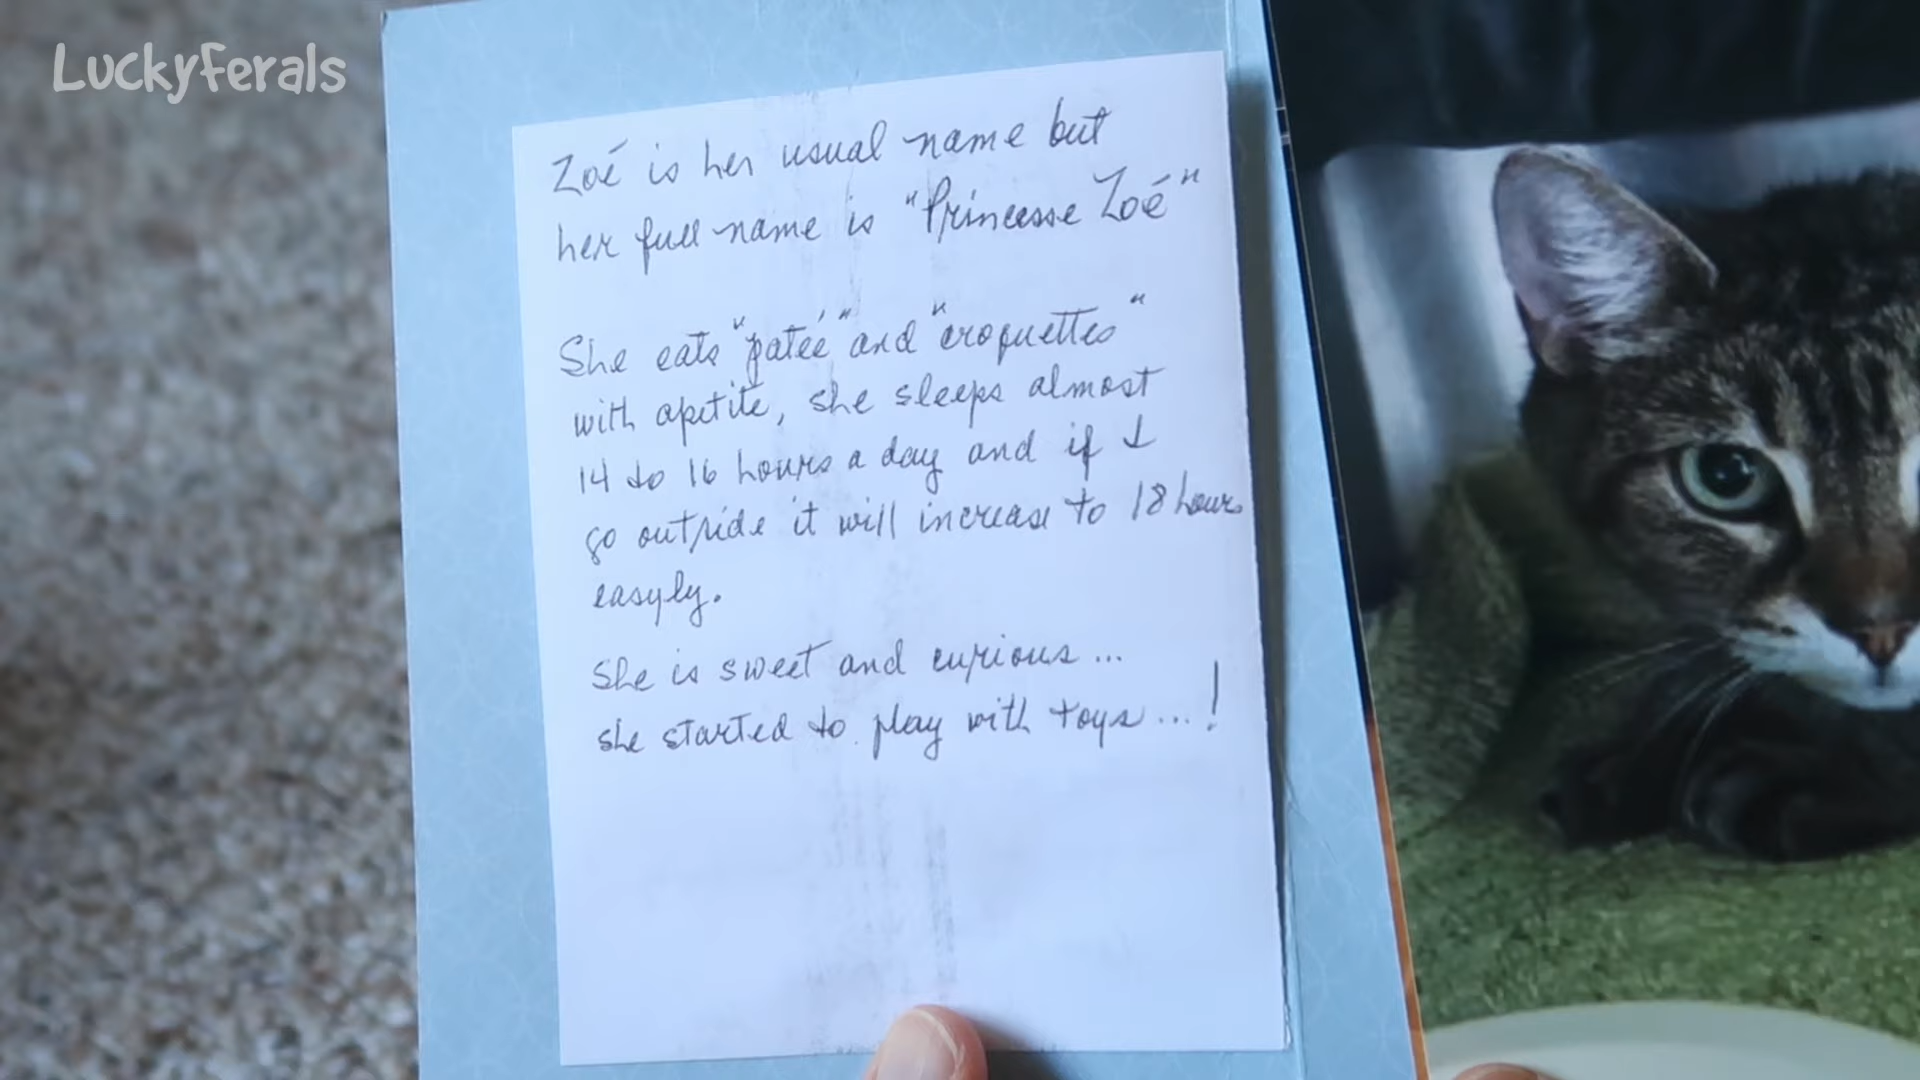 LuckyFerals
Zoé is her usual name but
her full name is "Princesse Zoé"
She eats "patée" and "croquettes"
with apetite, she sleeps almost
14 to 16 hours a day and if I
go outside it will increase to 18 hours
easyly.
She is sweet and curious...
she started to play with toys...!